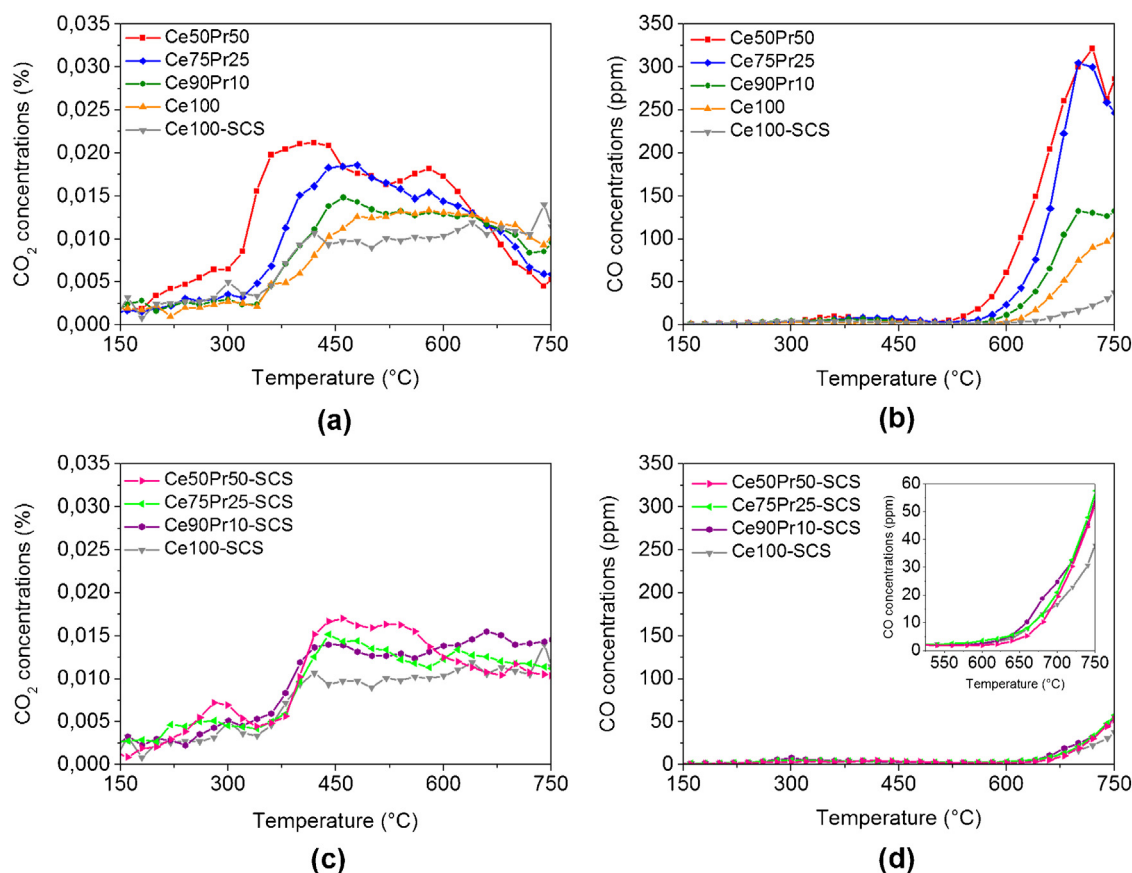 0,035
0,030
0,025
0,020
0,015
0,010
0,005
0,000
CO2 concentrations (%)
Ce50Pr50
Ce75Pr25
Ce90Pr10
Ce100
Ce100-SCS
150 300 450 600 750
Temperature (°C)
(a)
350
300
250
200
150
100
50
0
CO concentrations (ppm)
Ce50Pr50
Ce75Pr25
Ce90Pr10
Ce100
Ce100-SCS
150 300 450 600 750
Temperature (°C)
(b)
0,035
0,030
0,025
0,020
0,015
0,010
0,005
0,000
CO2 concentrations (%)
Ce50Pr50-SCS
Ce75Pr25-SCS
Ce90Pr10-SCS
Ce100-SCS
150 300 450 600 750
Temperature (°C)
(c)
350
300
250
200
150
100
50
0
CO concentrations (ppm)
Ce50Pr50-SCS
Ce75Pr25-SCS
Ce90Pr10-SCS
Ce100-SCS
60
50
40
30
20
10
0
CO concentrations (ppm)
550 600 650 700 750
Temperature (°C)
150 300 450 600 750
Temperature (°C)
(d)